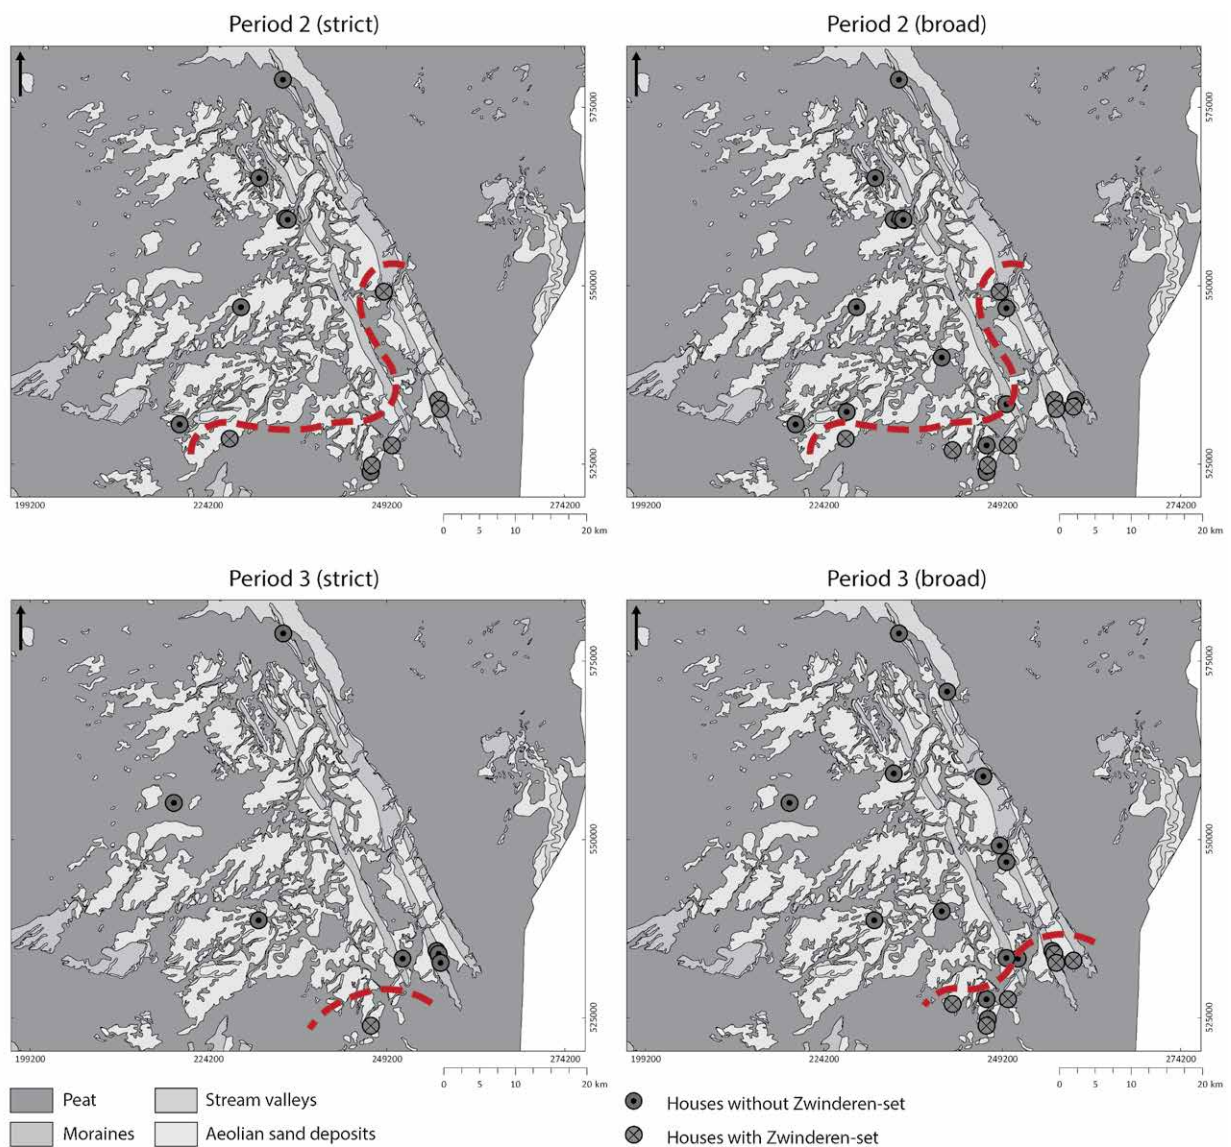 Period 2 (strict)
Period 2 (broad)
575000
550000
525000
199200 224200 249200 274200
0 5 10 20 km
575000
550000
525000
199200 224200 249200 274200
0 5 10 20 km
Period 3 (strict)
Period 3 (broad)
575000
550000
525000
199200 224200 249200 274200
0 5 10 20 km
575000
550000
525000
199200 224200 249200 274200
0 5 10 20 km
Peat
Stream valleys
Houses without Zwinderen-set
Moraines
Aeolian sand deposits
Houses with Zwinderen-set